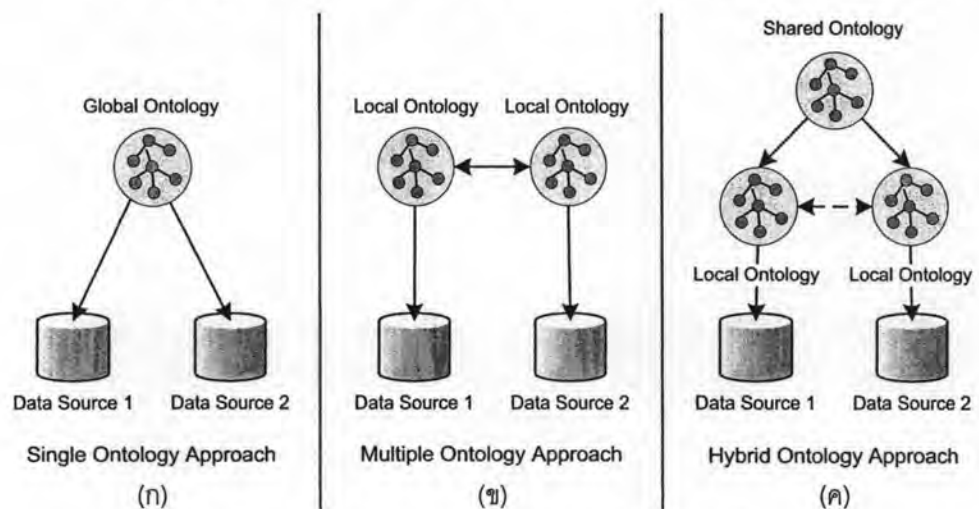 Global Ontology
Data Source 1 Data Source 2
Single Ontology Approach
(ก)
Local Ontology Local Ontology
Data Source 1 Data Source 2
Multiple Ontology Approach
(ข)
Shared Ontology
Local Ontology Local Ontology
Data Source 1 Data Source 2
Hybrid Ontology Approach
(ค)